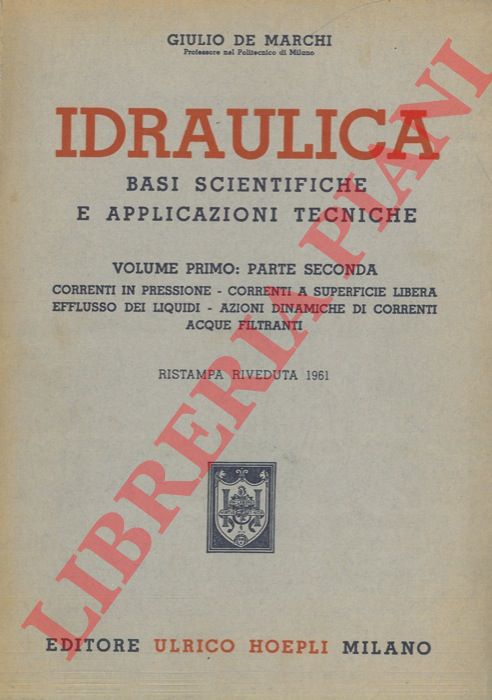 GIULIO DE MARCHI
Professore nel Politecnico di Milano
IDRAULICA
BASI SCIENTIFICHE
E APPLICAZIONI TECNICHE
VOLUME PRIMO: PARTE SECONDA
CORRENTI IN PRESSIONE - CORRENTI A SUPERFICIE LIBERA
EFFLUSSO DEI LIQUIDI - AZIONI DINAMICHE DI CORRENTI
ACQUE FILTRANTI
RISTAMPA RIVEDUTA 1961
EDITORE ULRICO HOEPLI MILANO
LIBRERIA PIANI